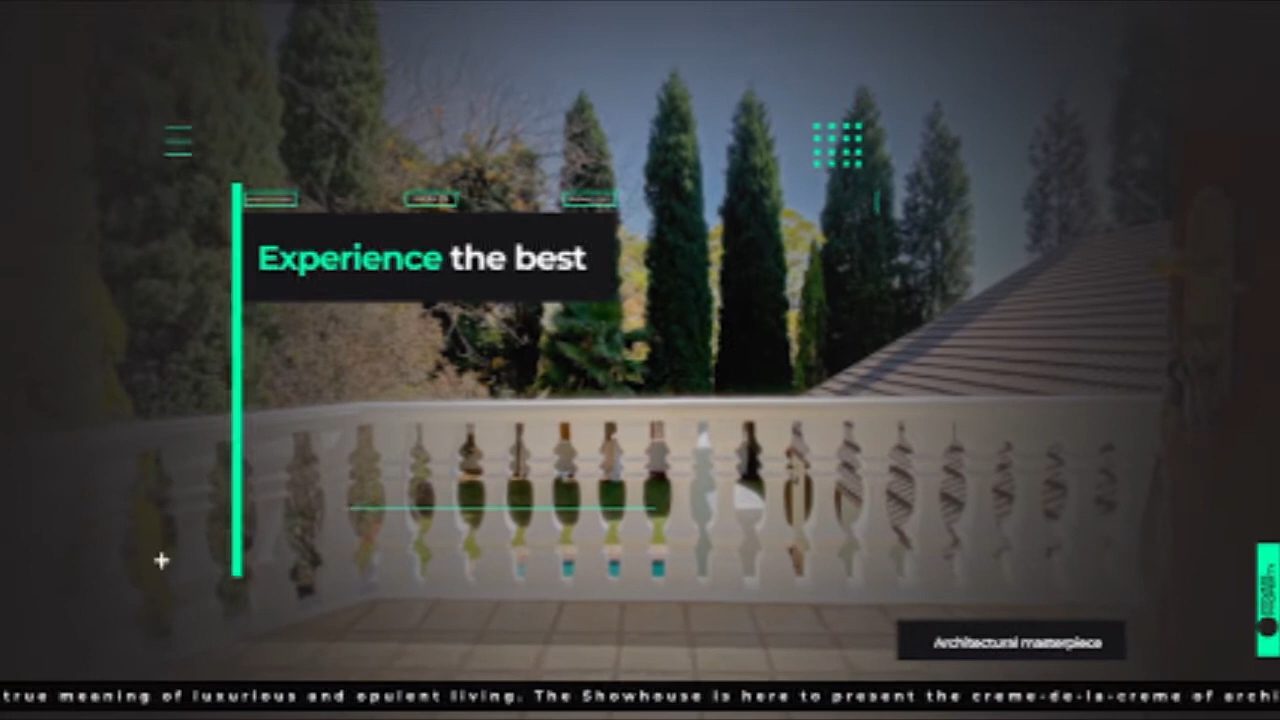 Experience the best
Architectural masterpiece
true meaning of luxurious and opulent living. The Showhouse is here to present the creme-de-la-creme of archi